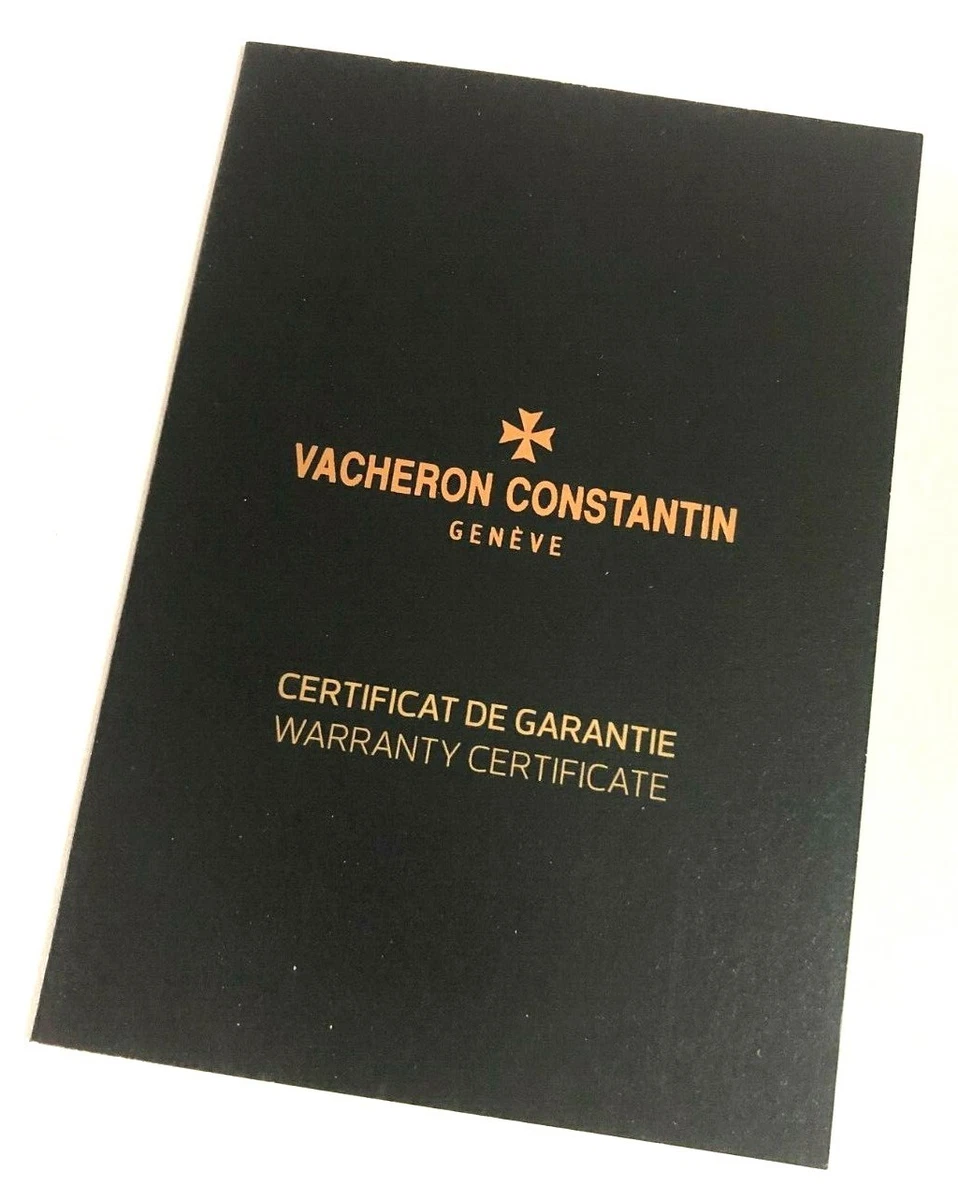 VACHERON CONSTANTIN
GENÈVE
CERTIFICAT DE GARANTIE
WARRANTY CERTIFICATE